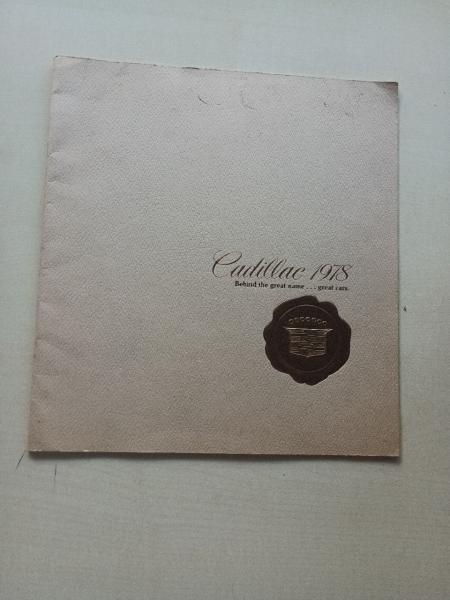 Cadillac 1978
Behind the great name . . . great cars.